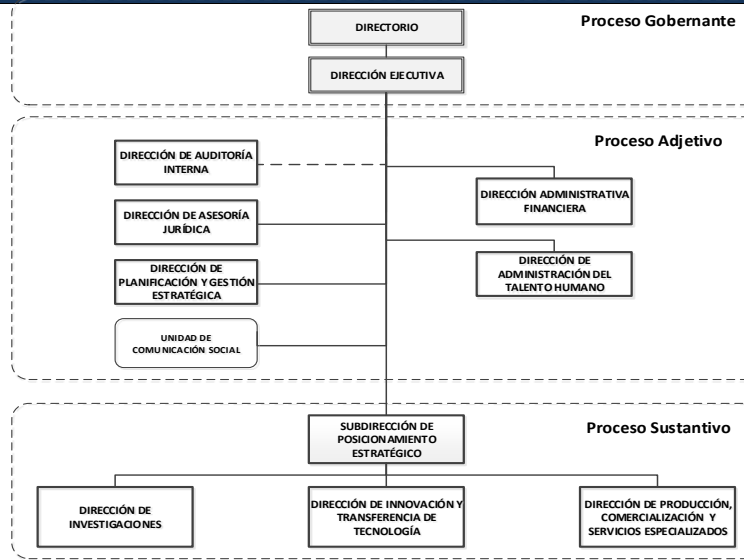 Proceso Gobernante
DIRECTORIO
DIRECCIÓN EJECUTIVA
Proceso Adjetivo
DIRECCIÓN DE AUDITORÍA
INTERNA
DIRECCIÓN ADMINISTRATIVA
FINANCIERA
DIRECCIÓN DE ASESORÍA
JURÍDICA
DIRECCIÓN DE
ADMINISTRACIÓN DEL
TALENTO HUMANO
DIRECCIÓN DE
PLANIFICACIÓN Y GESTIÓN
ESTRATÉGICA
UNIDAD DE
COMUNICACIÓN SOCIAL
Proceso Sustantivo
SUBDIRECCIÓN DE
POSICIONAMIENTO
ESTRATÉGICO
DIRECCIÓN DE
INVESTIGACIONES
DIRECCIÓN DE INNOVACIÓN Y
TRANSFERENCIA DE
TECNOLOGÍA
DIRECCIÓN DE PRODUCCIÓN,
COMERCIALIZACIÓN Y
SERVICIOS ESPECIALIZADOS